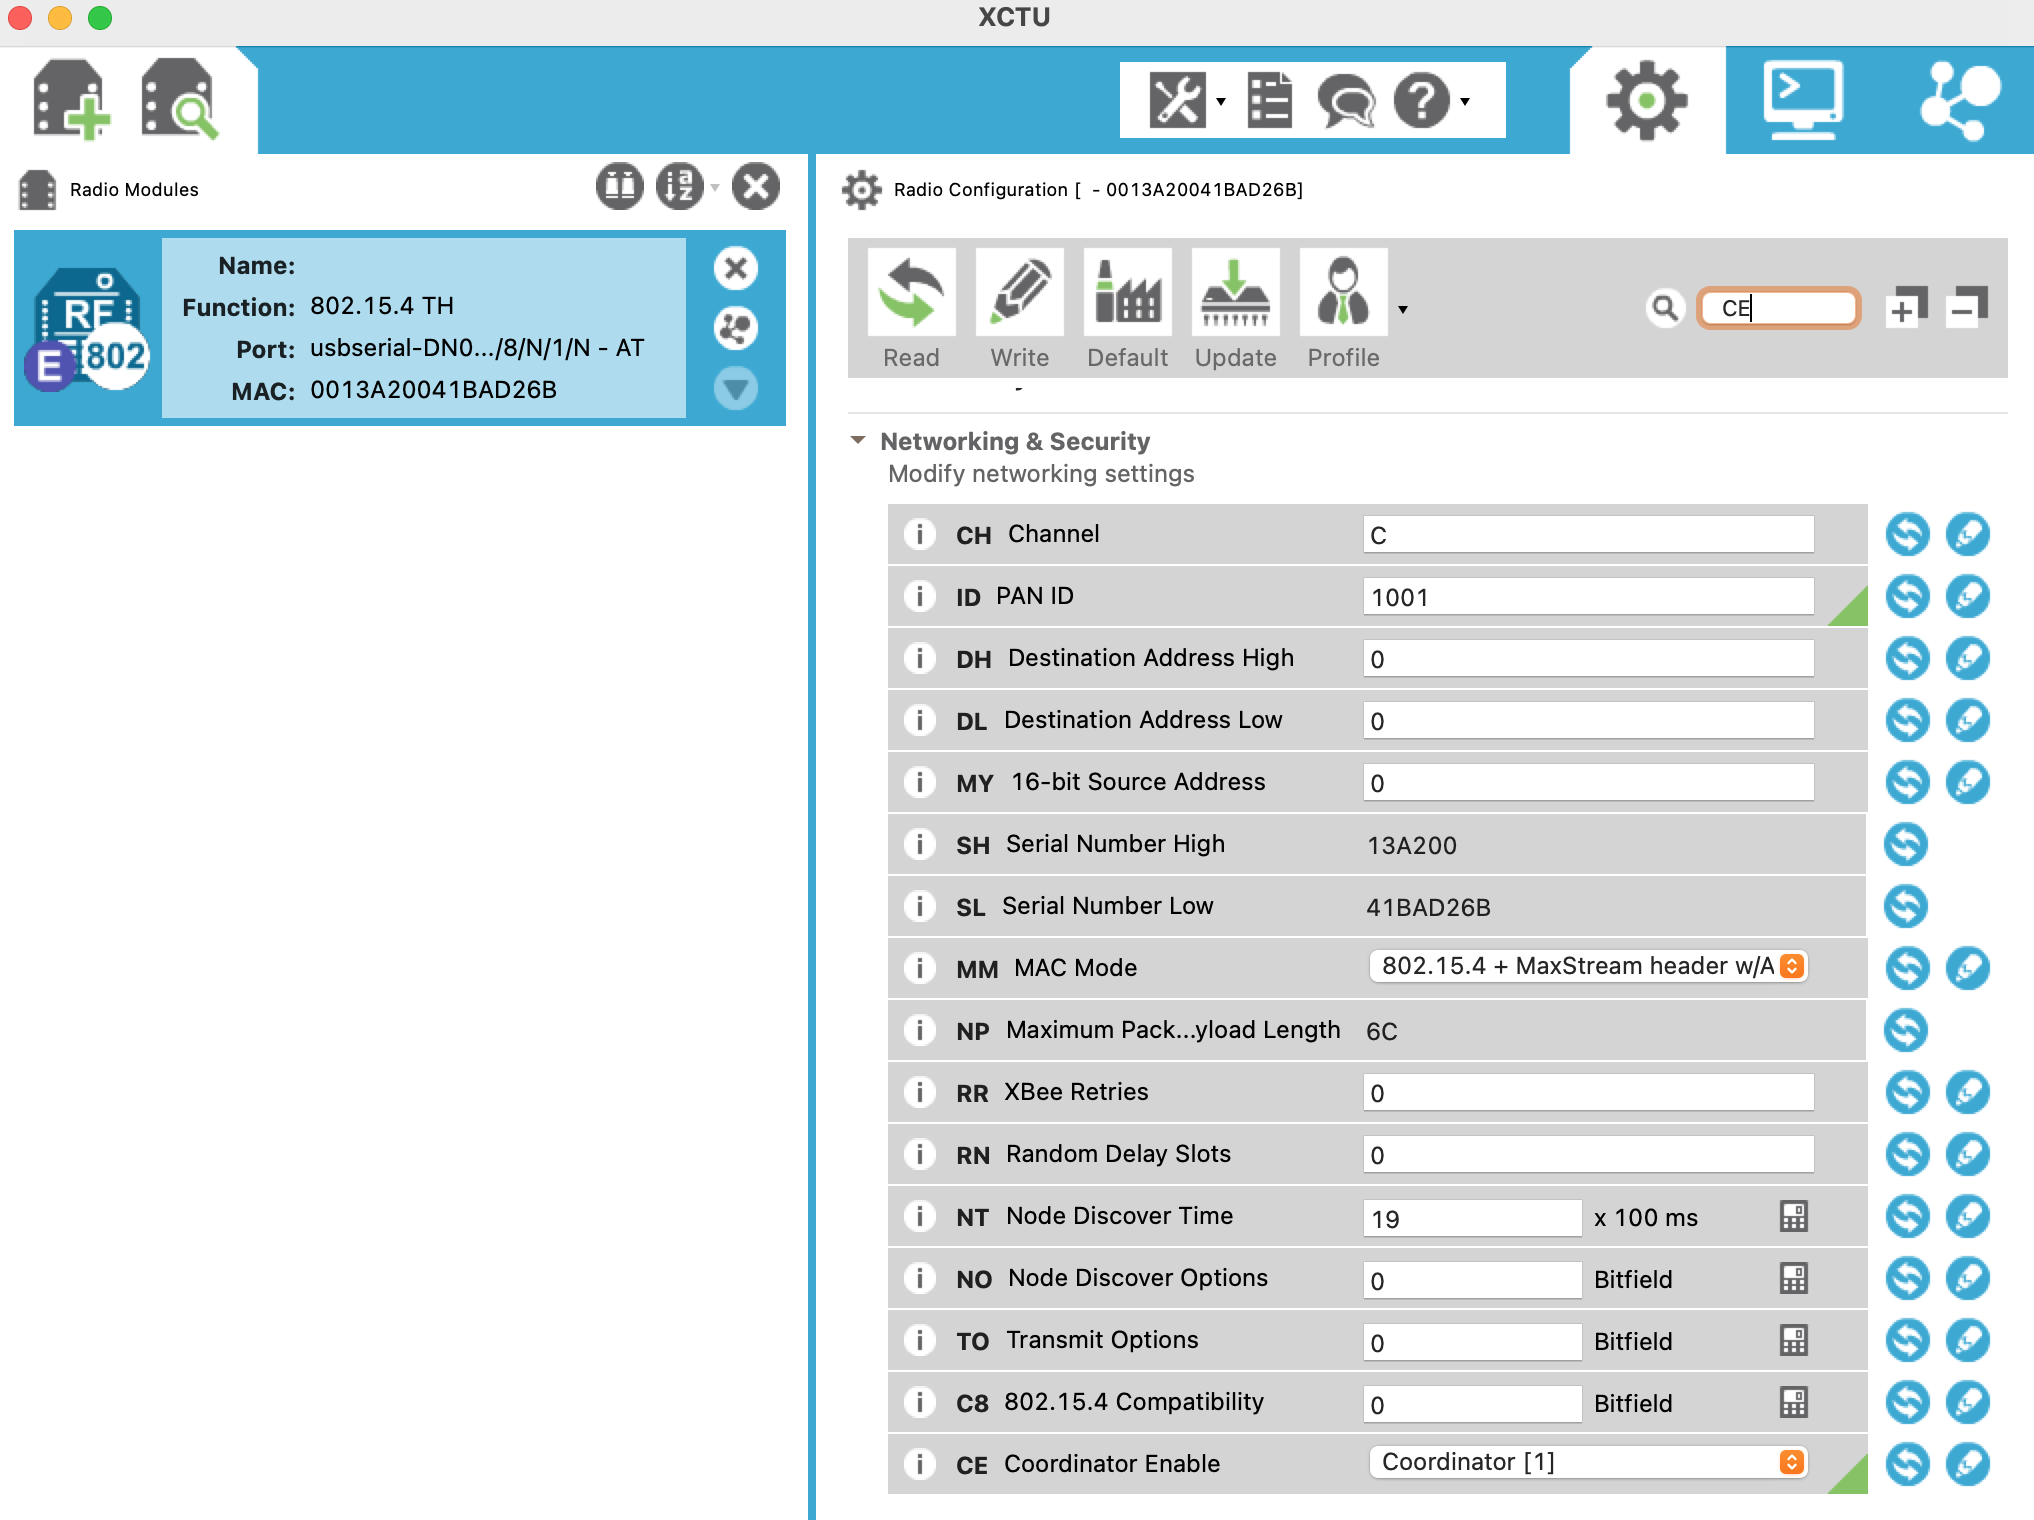 XCTU
Radio Modules
Name:
Function: 802.15.4 TH
Port: usbserial-DN0.../8/N/1/N - AT
MAC: 0013A20041BAD26B
RF
E 802
Radio Configuration [  - 0013A20041BAD26B]
Read Write Default Update Profile
CE
Networking & Security
Modify networking settings
i CH Channel C
i ID PAN ID 1001
i DH Destination Address High 0
i DL Destination Address Low 0
i MY 16-bit Source Address 0
i SH Serial Number High 13A200
i SL Serial Number Low 41BAD26B
i MM MAC Mode 802.15.4 + MaxStream header w/A
i NP Maximum Pack...yload Length 6C
i RR XBee Retries 0
i RN Random Delay Slots 0
i NT Node Discover Time 19 x 100 ms
i NO Node Discover Options 0 Bitfield
i TO Transmit Options 0 Bitfield
i C8 802.15.4 Compatibility 0 Bitfield
i CE Coordinator Enable Coordinator [1]